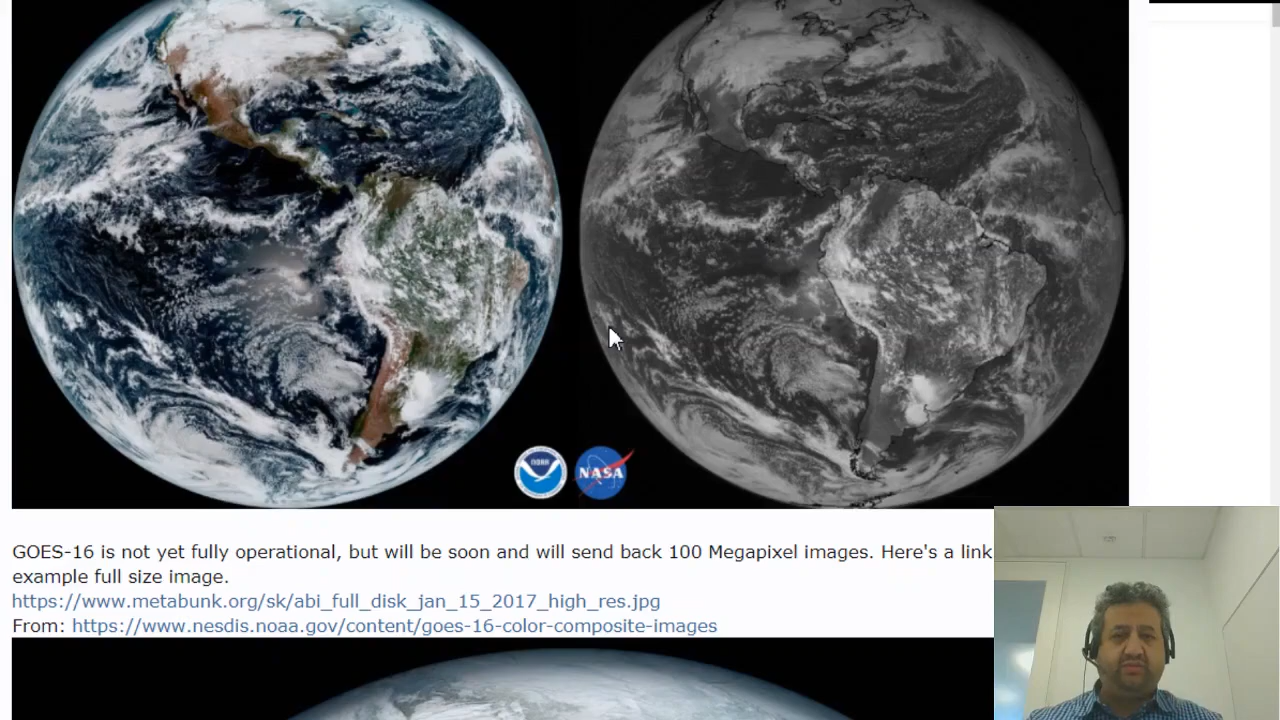 NASA
GOES-16 is not yet fully operational, but will be soon and will send back 100 Megapixel images. Here's a link
example full size image.
https://www.metabunk.org/sk/abi_full_disk_jan_15_2017_high_res.jpg
From: https://www.nesdis.noaa.gov/content/goes-16-color-composite-images